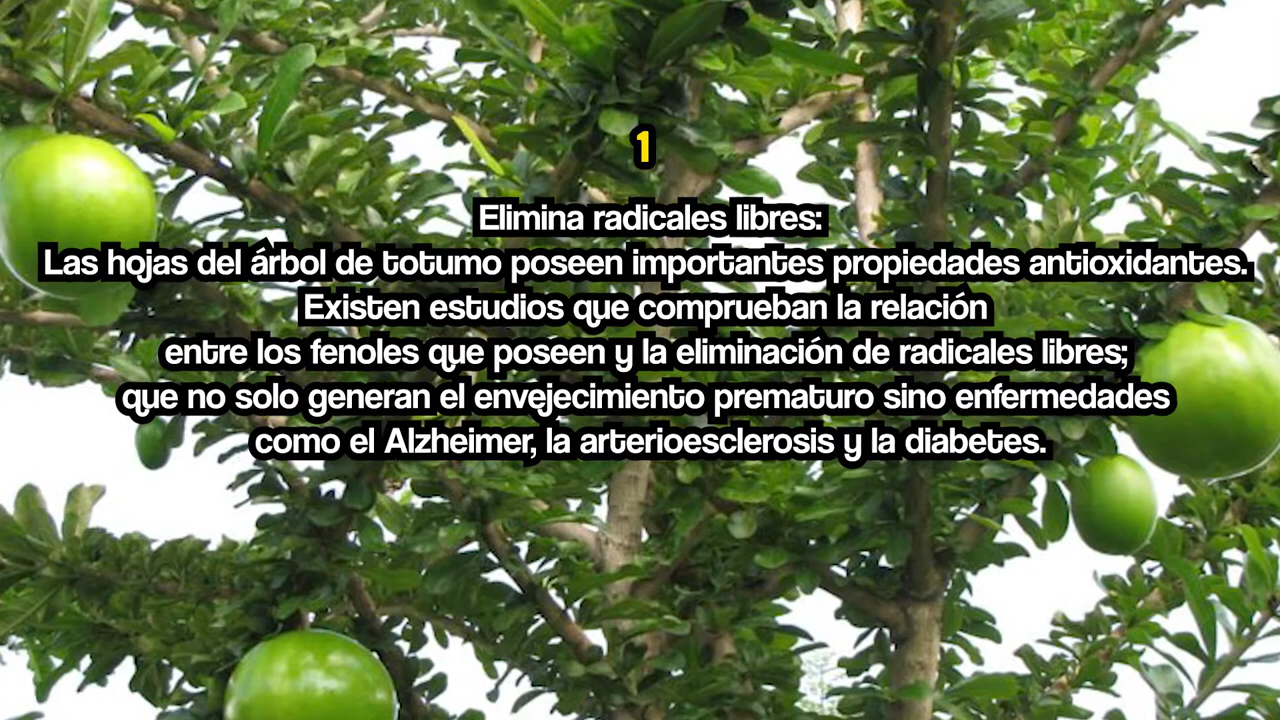 1
Elimina radicales libres:
Las hojas del árbol de totumo poseen importantes propiedades antioxidantes.
Existen estudios que comprueban la relación
entre los fenoles que poseen y la eliminación de radicales libres;
que no solo generan el envejecimiento prematuro sino enfermedades
como el Alzheimer, la arterioesclerosis y la diabetes.